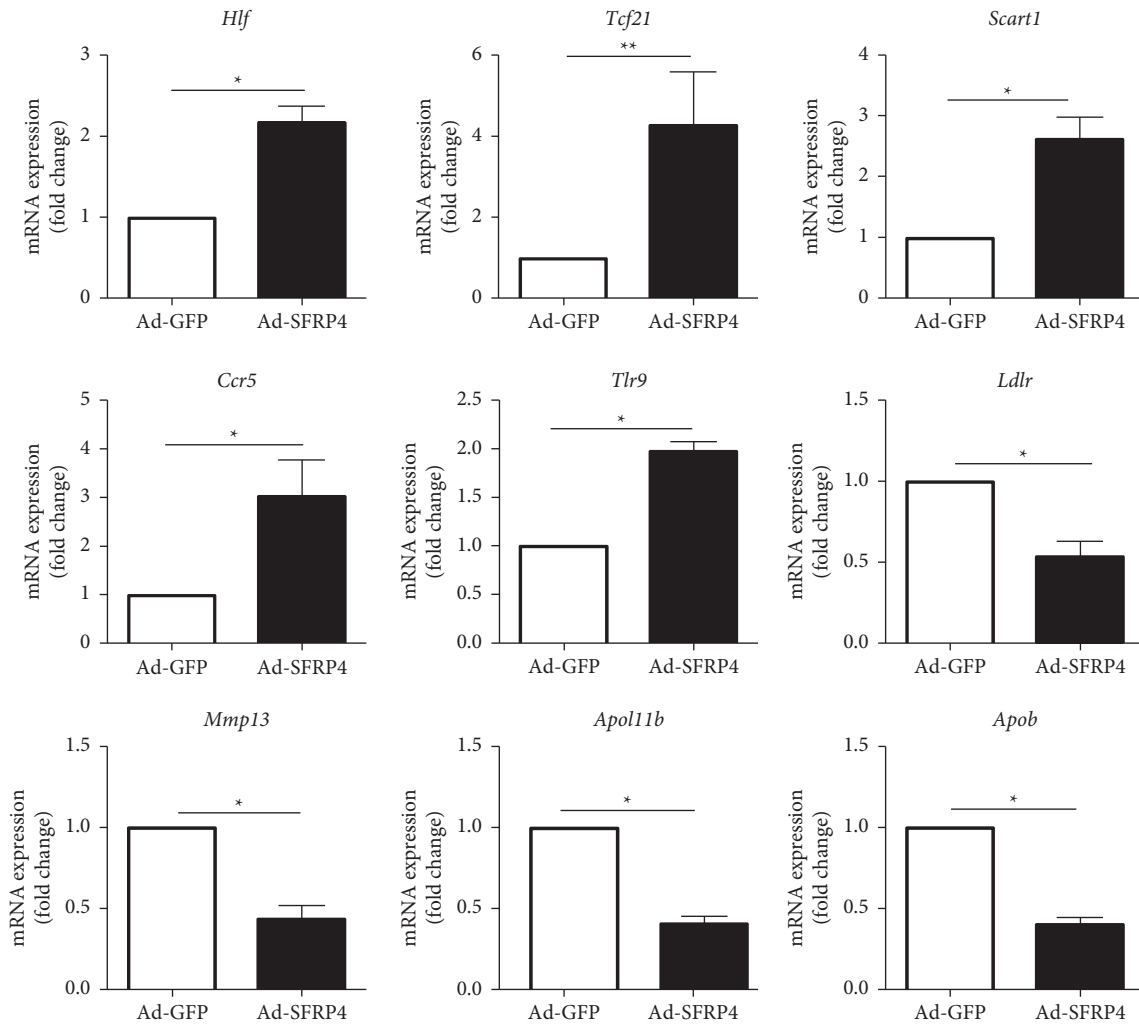 Hlf
*
3
2
1
0
mRNA expression
(fold change)
Ad-GFP Ad-SFRP4
Tcf21
**
6
4
2
0
mRNA expression
(fold change)
Ad-GFP Ad-SFRP4
Scart1
*
4
3
2
1
0
mRNA expression
(fold change)
Ad-GFP Ad-SFRP4
Ccr5
*
5
4
3
2
1
0
mRNA expression
(fold change)
Ad-GFP Ad-SFRP4
Tlr9
*
2.5
2.0
1.5
1.0
0.5
0.0
mRNA expression
(fold change)
Ad-GFP Ad-SFRP4
Ldlr
*
1.5
1.0
0.5
0.0
mRNA expression
(fold change)
Ad-GFP Ad-SFRP4
Mmp13
*
1.5
1.0
0.5
0.0
mRNA expression
(fold change)
Ad-GFP Ad-SFRP4
Apol11b
*
1.5
1.0
0.5
0.0
mRNA expression
(fold change)
Ad-GFP Ad-SFRP4
Apob
*
1.5
1.0
0.5
0.0
mRNA expression
(fold change)
Ad-GFP Ad-SFRP4